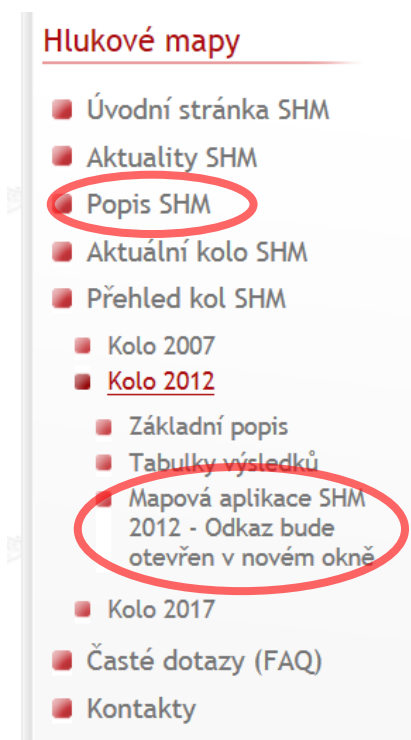 Hlukové mapy
Úvodní stránka SHM
Aktuality SHM
Popis SHM
Aktuální kolo SHM
Přehled kol SHM
Kolo 2007
Kolo 2012
Základní popis
Tabulky výsledků
Mapová aplikace SHM
2012 - Odkaz bude
otevřen v novém okně
Kolo 2017
Časté dotazy (FAQ)
Kontakty